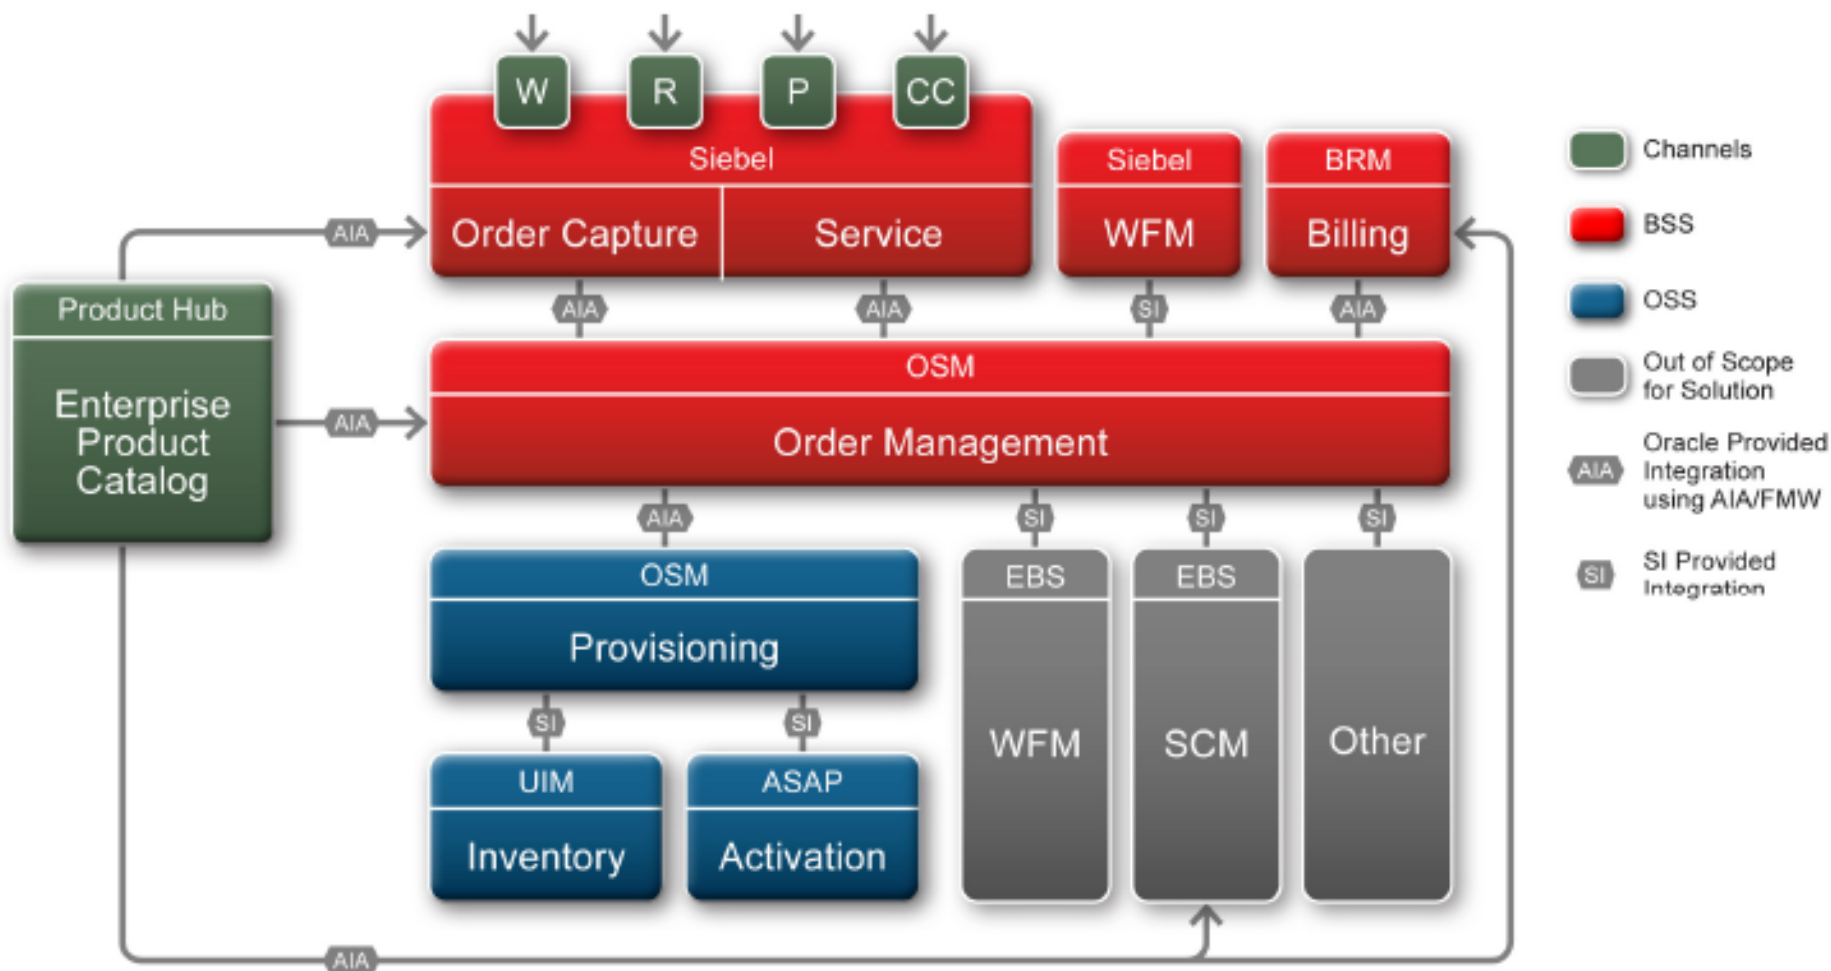 W
R
P
CC
Siebel
Order Capture
Service
Siebel
WFM
BRM
Billing
AIA
AIA
AIA
SI
AIA
Product Hub
Enterprise
Product
Catalog
AIA
OSM
Order Management
AIA
SI
SI
SI
OSM
Provisioning
SI
SI
UIM
Inventory
ASAP
Activation
EBS
WFM
EBS
SCM
Other
AIA
Channels
BSS
OSS
Out of Scope
for Solution
AIA
Oracle Provided
Integration
using AIA/FMW
SI
SI Provided
Integration